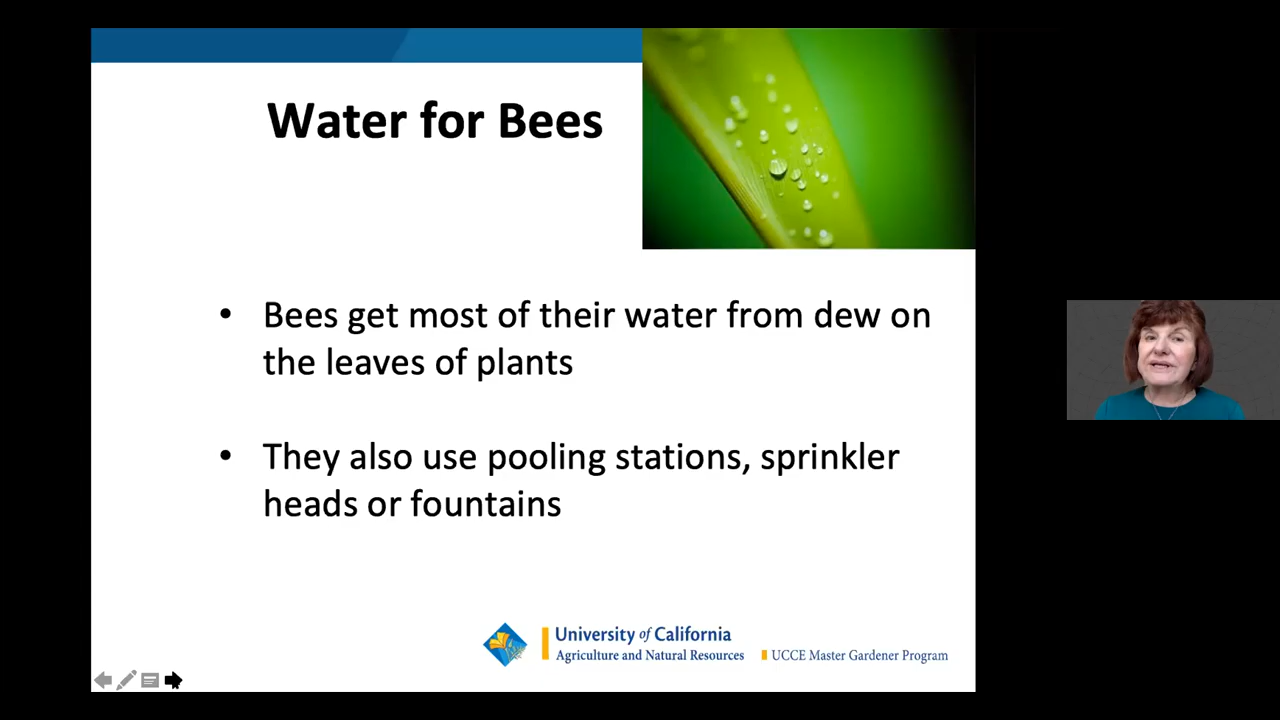 Water for Bees
• Bees get most of their water from dew on
the leaves of plants
• They also use pooling stations, sprinkler
heads or fountains
University of California
Agriculture and Natural Resources
UCCE Master Gardener Program